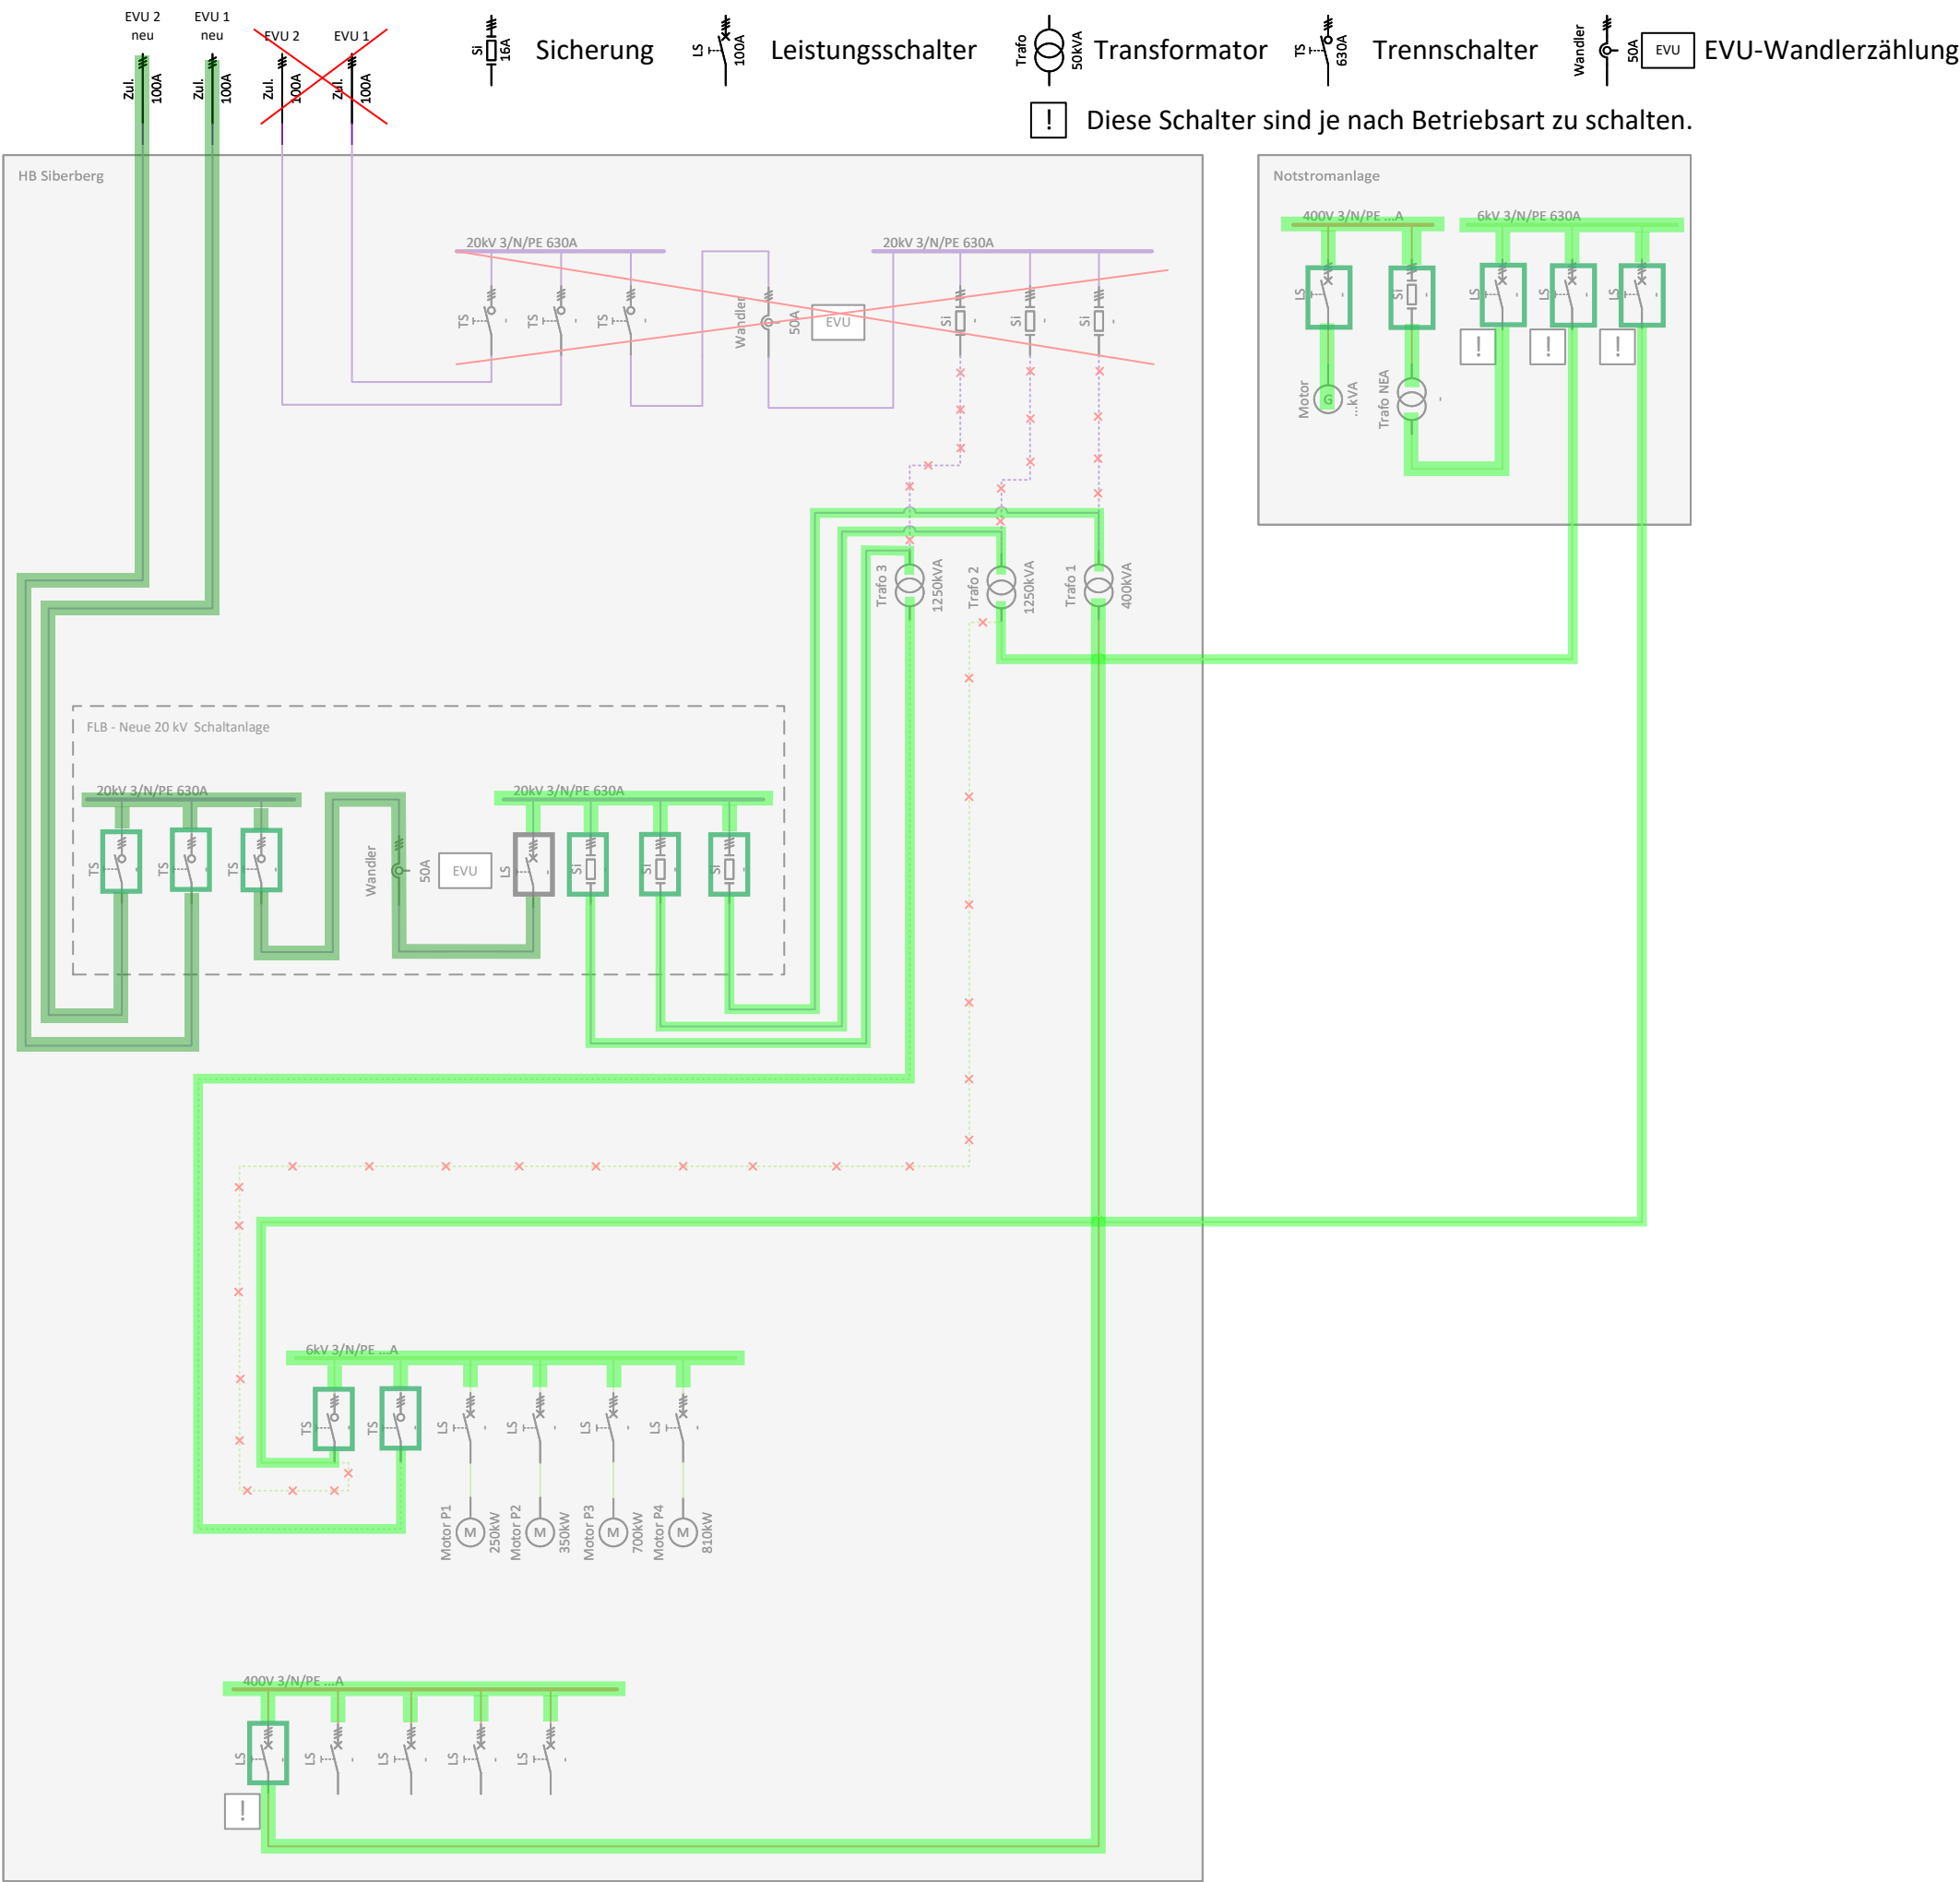 EVU 2
neu
EVU 1
neu
EVU 2
EVU 1
Zul.
100A
Zul.
100A
Zul.
100A
Zul.
100A
Si
16A
Sicherung
LS
100A
Leistungsschalter
Trafo
50kVA
Transformator
TS
630A
Trennschalter
Wandler
50A
EVU
EVU-Wandlerzählung
! Diese Schalter sind je nach Betriebsart zu schalten.
HB Siberberg
20kV 3/N/PE 630A
TS
-
TS
-
TS
-
Wandler
50A
EVU
20kV 3/N/PE 630A
Si
-
Si
-
Si
-
Notstromanlage
400V 3/N/PE ...A
6kV 3/N/PE 630A
LS
-
Si
-
LS
-
LS
-
LS
-
!
!
!
Motor
G
...kVA
Trafo NEA
-
Trafo 3
1250kVA
Trafo 2
1250kVA
Trafo 1
400kVA
FLB - Neue 20 kV Schaltanlage
20kV 3/N/PE 630A
TS
-
TS
-
TS
-
Wandler
50A
EVU
20kV 3/N/PE 630A
LS
-
Si
-
Si
-
Si
-
6kV 3/N/PE ...A
TS
-
TS
-
LS
-
LS
-
LS
-
LS
-
Motor P1
M
250kW
Motor P2
M
350kW
Motor P3
M
700kW
Motor P4
M
810kW
400V 3/N/PE ...A
LS
-
LS
-
LS
-
LS
-
LS
-
!